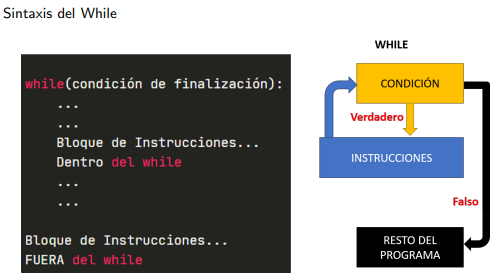 Sintaxis del While
while(condición de finalización):
...
...
Bloque de Instrucciones...
Dentro del while
...
...
Bloque de Instrucciones...
FUERA del while
WHILE
CONDICIÓN
Verdadero
INSTRUCCIONES
Falso
RESTO DEL
PROGRAMA